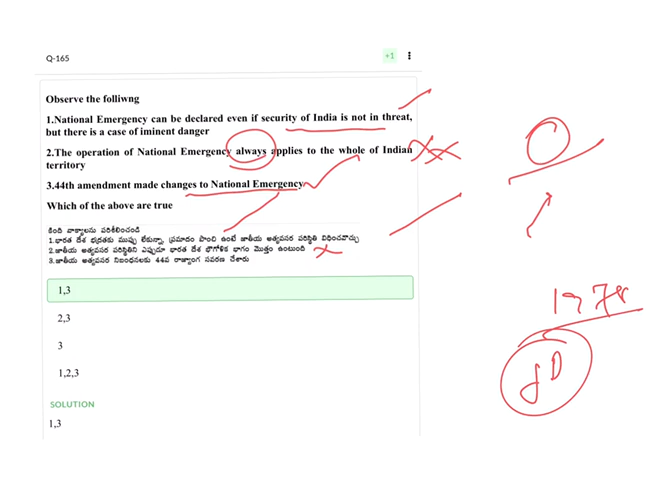 Q-165
+1
Observe the folliwng
1.National Emergency can be declared even if security of India is not in threat,
but there is a case of iminent danger
2.The operation of National Emergency always applies to the whole of Indian
territory
3.44th amendment made changes to National Emergency
Which of the above are true
కింది వాక్యాలను పరిశీలించండి
1.భారత దేశ భద్రతకు ముప్పు లేకున్నా, ప్రమాదం పొంచి ఉంటే జాతీయ అత్యవసర పరిస్థితి విధించవచ్చు
2.జాతీయ అత్యవసర పరిస్థితిని ఎప్పుడూ భారత దేశ భౌగోళిక భాగం మొత్తం ఉంటుంది
3.జాతీయ అత్యవసర నిబంధనలకు 44వ రాజ్యాంగ సవరణ చేశారు
1,3
2,3
3
1,2,3
SOLUTION
1,3
1978